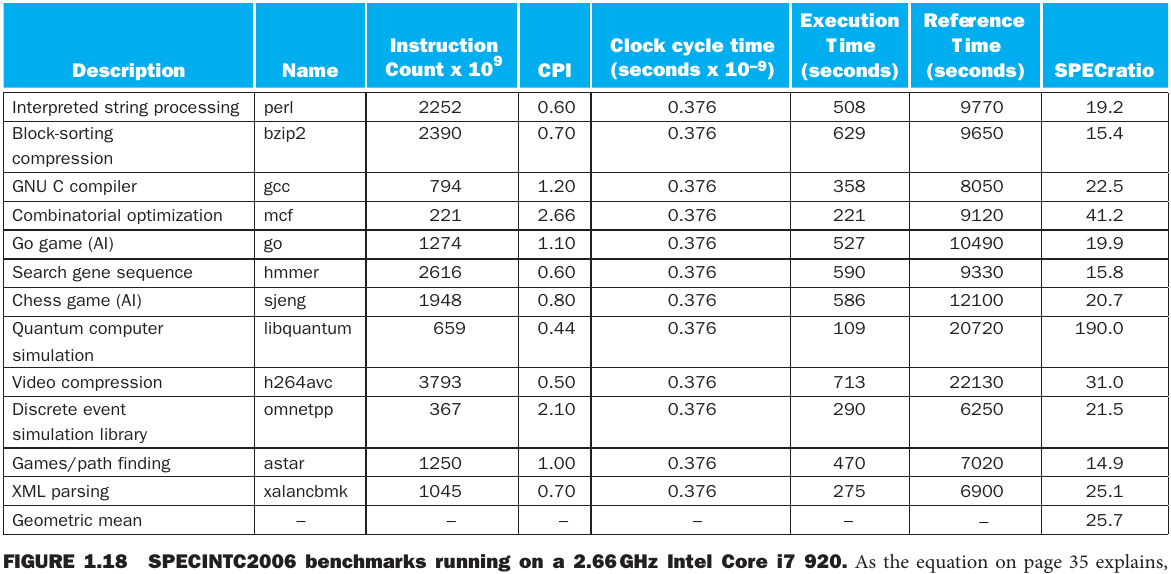 Description Name Instruction Count x 10^9 CPI Clock cycle time (seconds x 10^–9) Execution Time (seconds) Reference Time (seconds) SPECratio
Interpreted string processing perl 2252 0.60 0.376 508 9770 19.2
Block-sorting compression bzip2 2390 0.70 0.376 629 9650 15.4
GNU C compiler gcc 794 1.20 0.376 358 8050 22.5
Combinatorial optimization mcf 221 2.66 0.376 221 9120 41.2
Go game (AI) go 1274 1.10 0.376 527 10490 19.9
Search gene sequence hmmer 2616 0.60 0.376 590 9330 15.8
Chess game (AI) sjeng 1948 0.80 0.376 586 12100 20.7
Quantum computer simulation libquantum 659 0.44 0.376 109 20720 190.0
Video compression h264avc 3793 0.50 0.376 713 22130 31.0
Discrete event simulation library omnetpp 367 2.10 0.376 290 6250 21.5
Games/path finding astar 1250 1.00 0.376 470 7020 14.9
XML parsing xalancbmk 1045 0.70 0.376 275 6900 25.1
Geometric mean – – – – – – 25.7
FIGURE 1.18 SPECINTC2006 benchmarks running on a 2.66 GHz Intel Core i7 920. As the equation on page 35 explains,